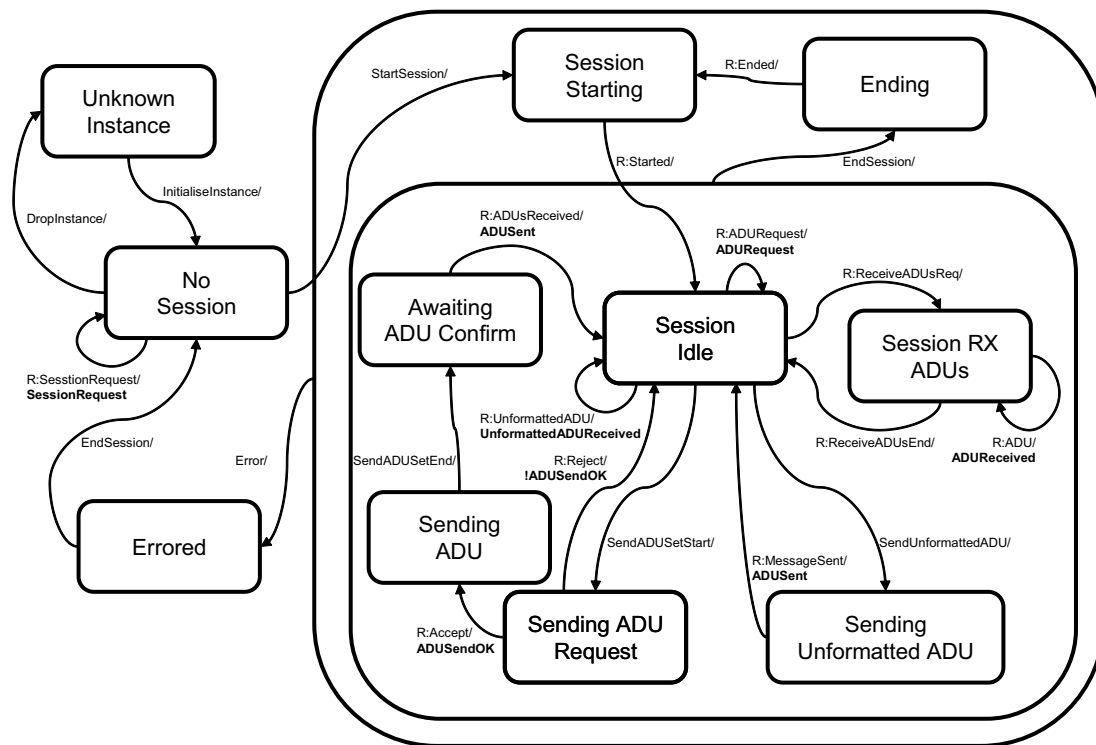 Session
Starting
Ending
Unknown
Instance
StartSession/
R:Ended/
R:Started/
EndSession/
InitialiseInstance/
DropInstance/
R:ADUsReceived/
ADUSent
R:ADURequest/
ADURequest
R:ReceiveADUsReq/
No
Session
Awaiting
ADU Confirm
Session
Idle
Session RX
ADUs
R:SesstionRequest/
SessionRequest
R:UnformattedADU/
UnformattedADUReceived
R:ReceiveADUsEnd/
R:ADU/
ADUReceived
EndSession/
Error/
SendADUSetEnd/
R:Reject/
!ADUSendOK
Errored
Sending
ADU
SendADUSetStart/
SendUnformattedADU/
R:MessageSent/
ADUSent
R:Accept/
ADUSendOK
Sending ADU
Request
Sending
Unformatted ADU